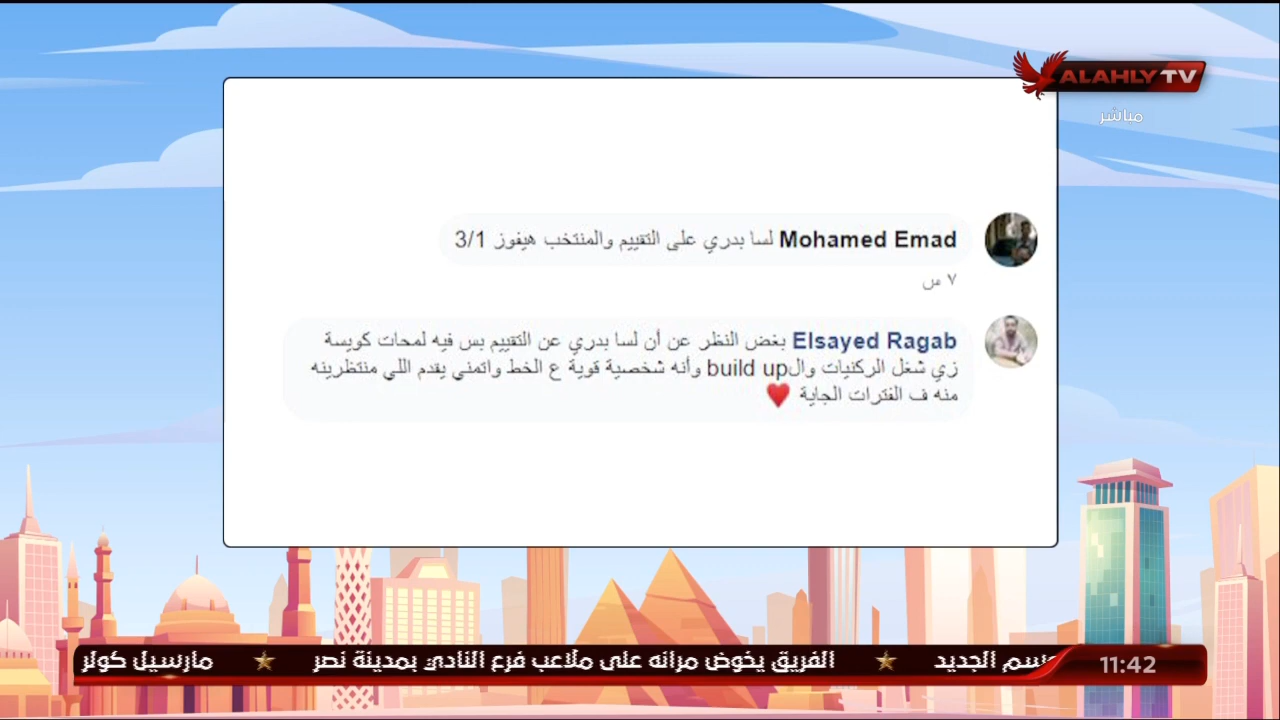 ALAHLY TV
مباشر
Mohamed Emad لسا بدري على التقييم والمنتخب هيفوز 3/1
٧ س
Elsayed Ragab بغض النظر عن أن لسا بدري عن التقييم بس فيه لمحات كويسة
زي شغل الركنيات والbuild up وأنه شخصية قوية ع الخط واتمني يقدم اللي منتظرينه
منه ف الفترات الجاية ❤️
الجديد ★ الفريق يخوض مرانه على ملاعب فرع النادي بمدينة نصر ★ مارسيل كولر
11:42